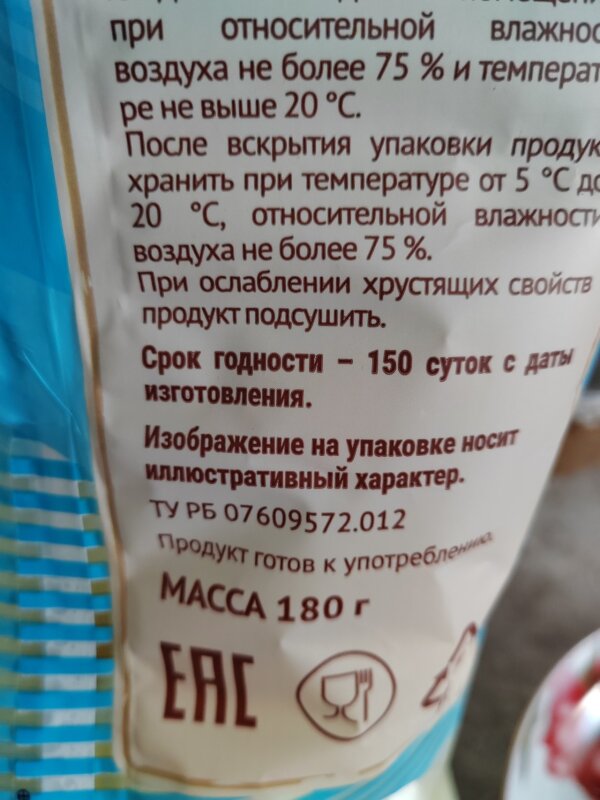 при относительной влажнос
воздуха не более 75 % и температ
ре не выше 20 °С.
После вскрытия упаковки продук
хранить при температуре от 5 °С до
20 °С, относительной влажности
воздуха не более 75 %.
При ослаблении хрустящих свойств
продукт подсушить.
Срок годности – 150 суток с даты
изготовления.
Изображение на упаковке носит
иллюстративный характер.
ТУ РБ 07609572.012
Продукт готов к употреблению.
МАССА 180 г
ЕАС